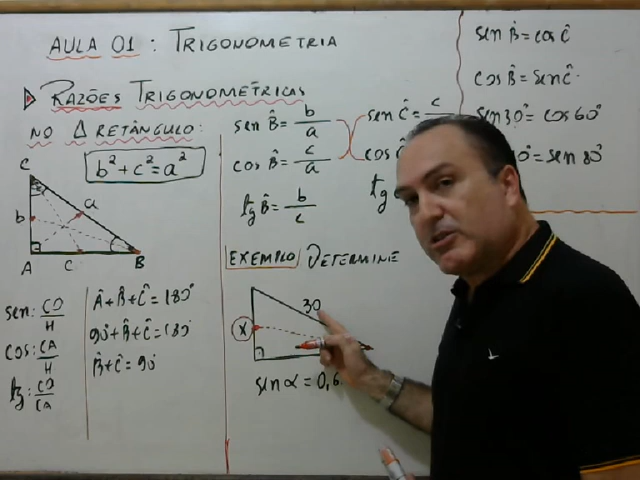 AULA 01: TRIGONOMETRIA
RAZÕES TRIGONOMÉTRICAS
NO Δ RETÂNGULO:
b² + c² = a²
C
a
b
A
c
B
sen: CO/H
cos: CA/H
tg: CO/CA
Â + B̂ + Ĉ = 180°
90° + B̂ + Ĉ = 180°
B̂ + Ĉ = 90°
sen B̂ = b/a
cos B̂ = c/a
tg B̂ = b/c
sen Ĉ = c
cos
tg
EXEMPLO DETERMINE
30
X
sen α = 0,6
sen B̂ = cos Ĉ
cos B̂ = sen Ĉ
sen 30° = cos 60°
0° = sen 80°